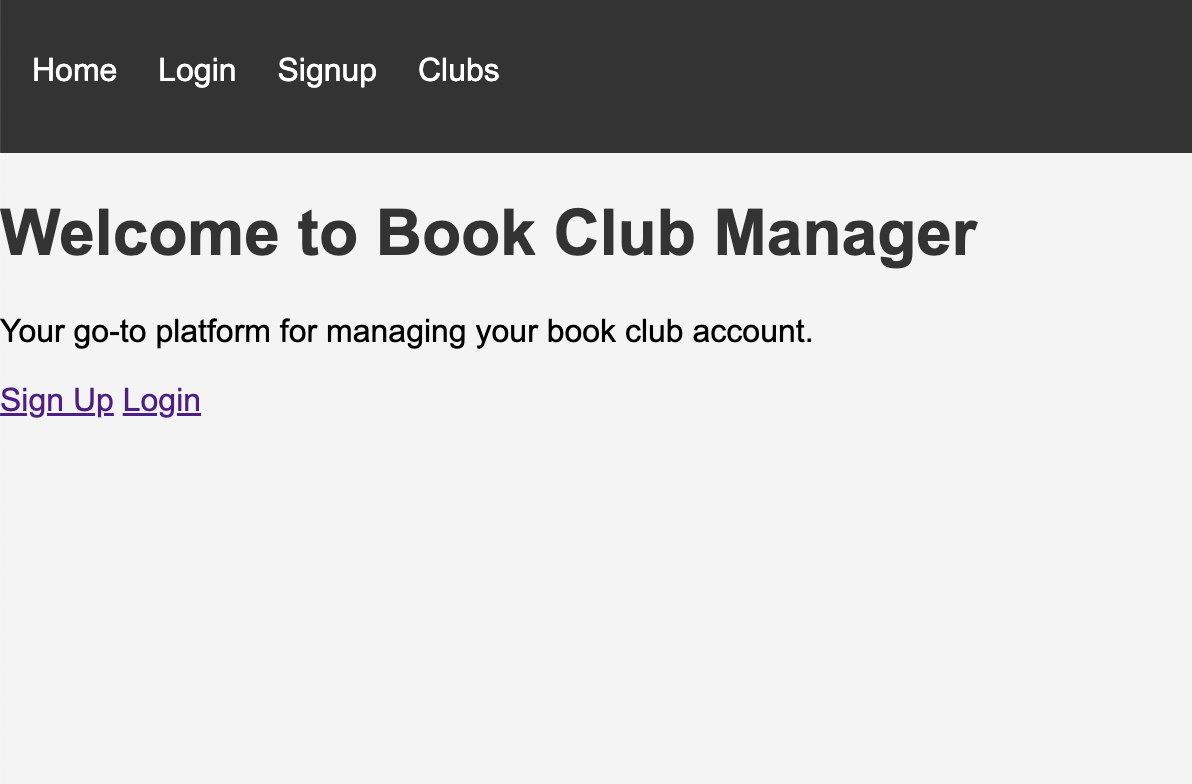 Home Login Signup Clubs
Welcome to Book Club Manager
Your go-to platform for managing your book club account.
Sign Up Login